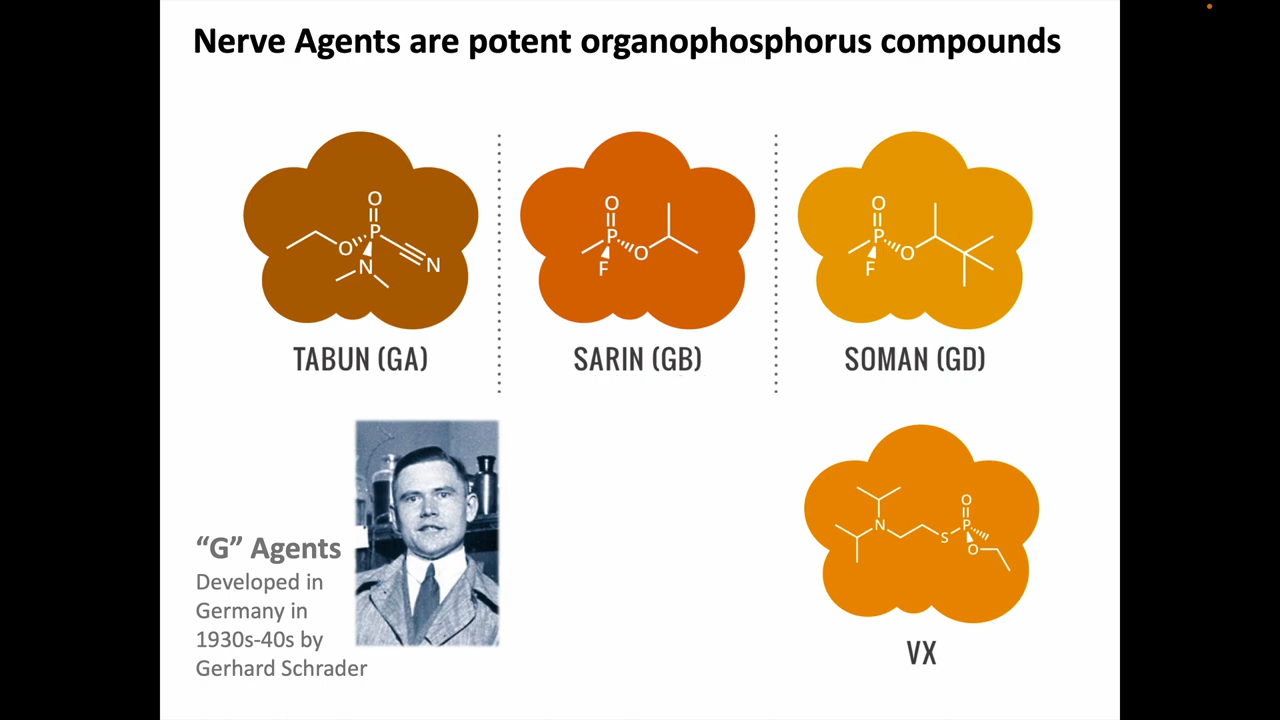 Nerve Agents are potent organophosphorus compounds
O
P
O
N
N
TABUN (GA)
O
P
O
F
SARIN (GB)
O
P
O
F
SOMAN (GD)
“G” Agents
Developed in
Germany in
1930s-40s by
Gerhard Schrader
O
N
P
S
O
VX